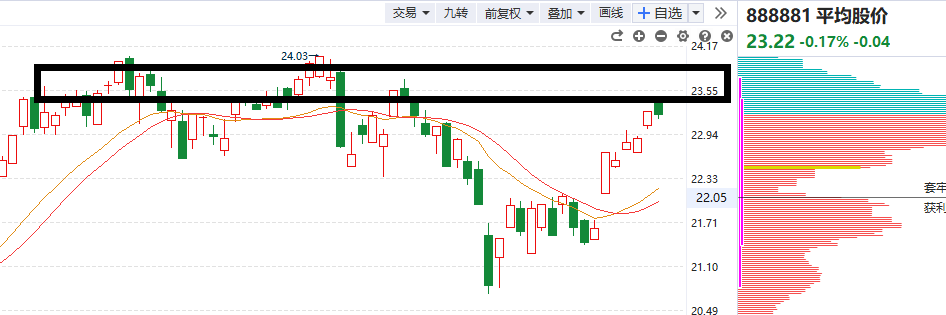 交易 九转 前复权 叠加 画线 自选
888881 平均股价
23.22 -0.17% -0.04
24.17
24.03
23.55
22.94
22.33
22.05
21.71
21.10
20.49
套牢
获利